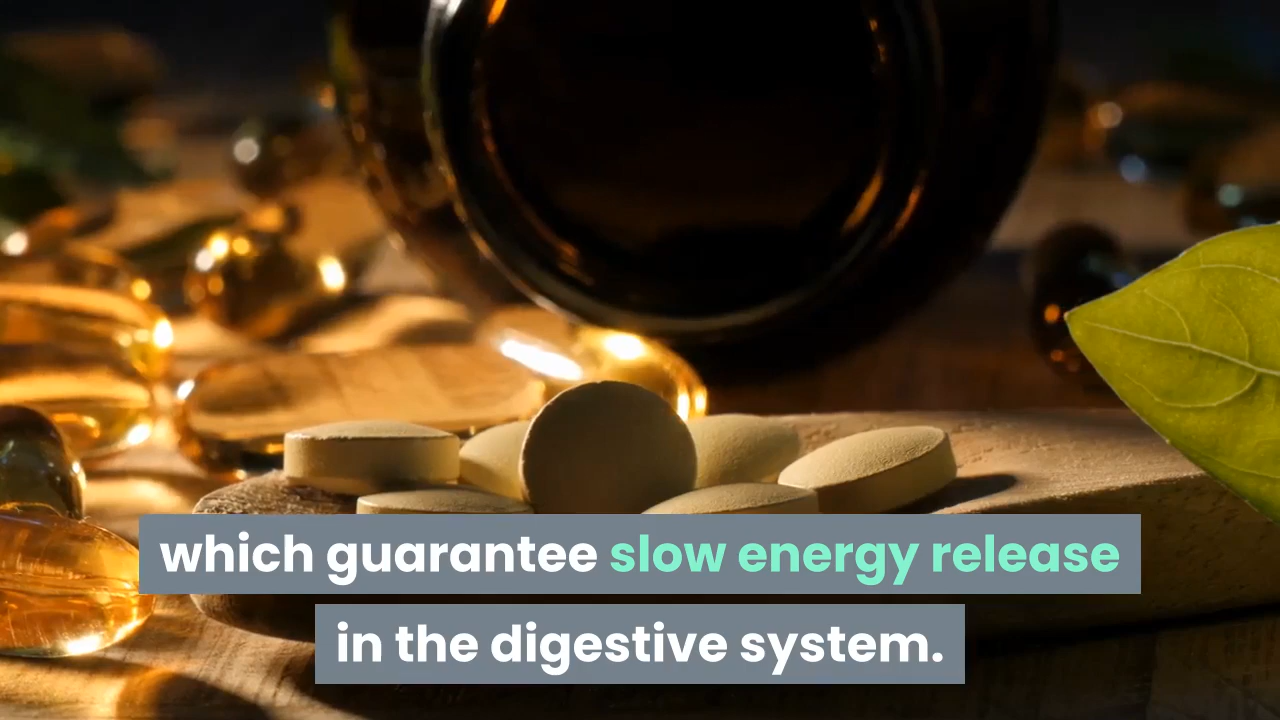 which guarantee slow energy release
in the digestive system.